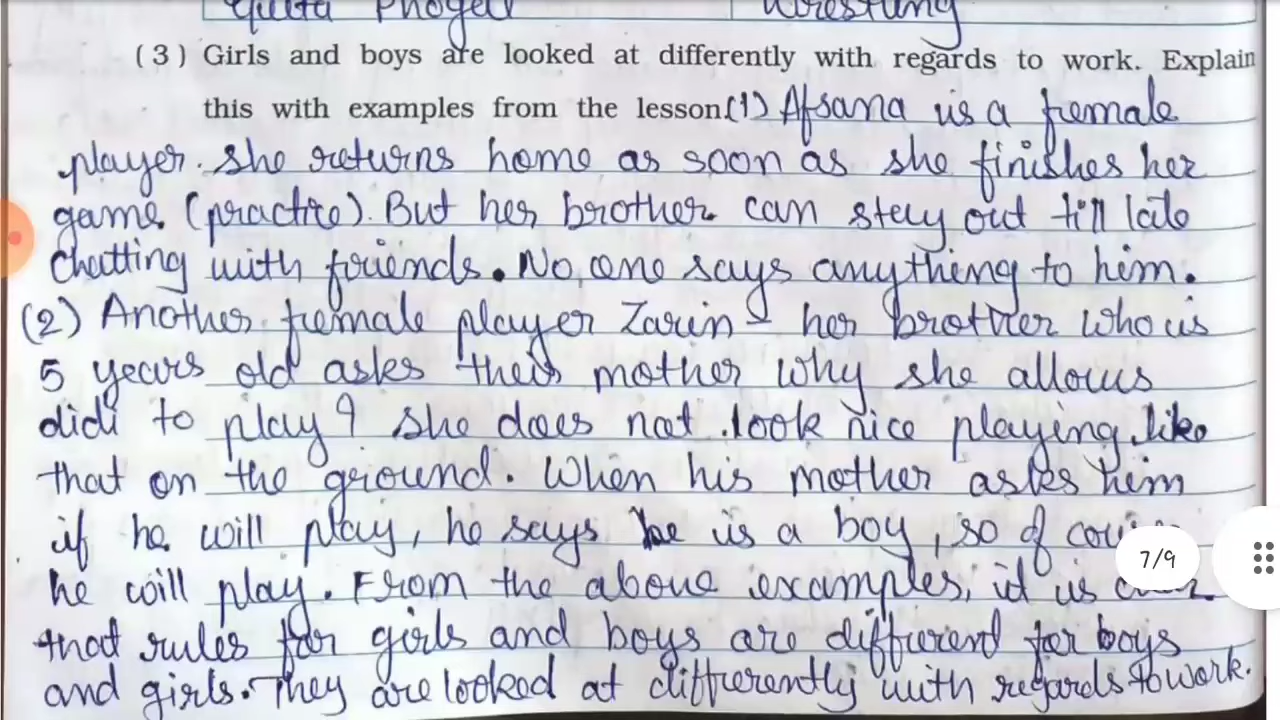 Geeta Phogat Wrestling
(3) Girls and boys are looked at differently with regards to work. Explain
this with examples from the lesson. (1) Afsana is a female
player. She returns home as soon as she finishes her
game. (practice). But her brother can stay out till late
Chatting with friends. No one says anything to him.
(2) Another female player Zarin - her brother who is
5 years old asks their mother why she allows
didi to play? She does not look nice playing like
that on the ground. When his mother asks him
if he will play, he says he is a boy, so of
he will play. From the above examples, it is
that rules for girls and boys are different for boys
and girls. They are looked at differently with regards to work.
7/9